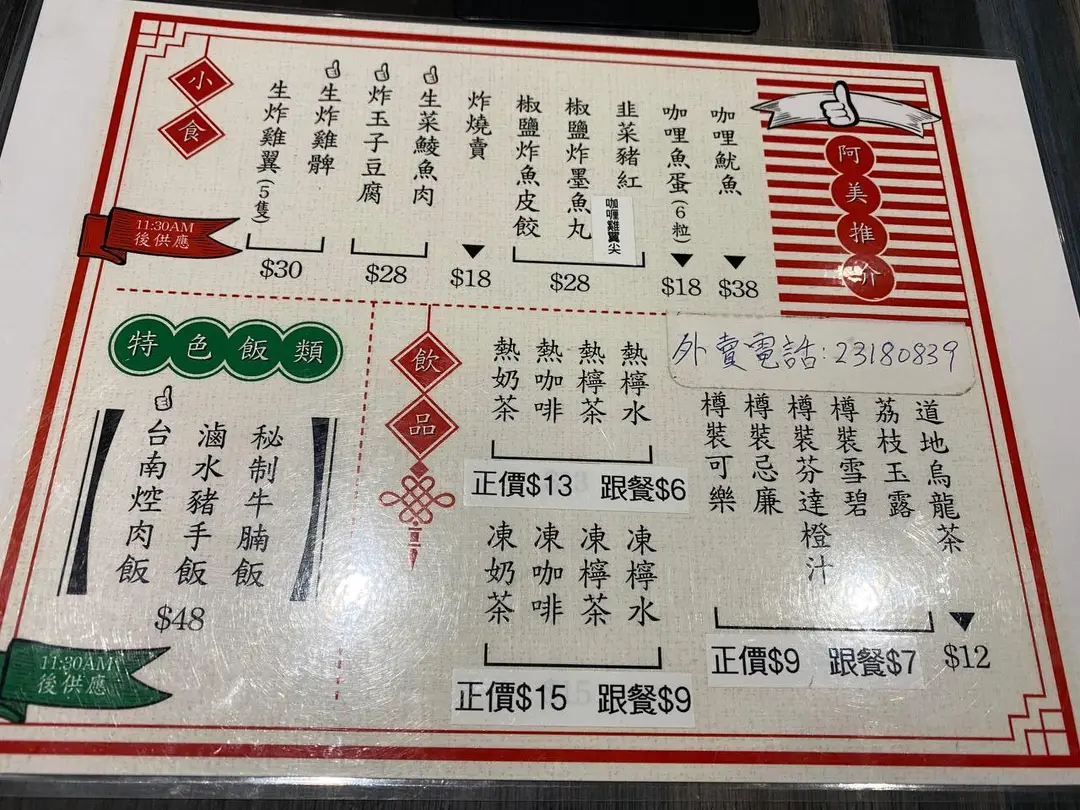 小食
11:30AM
後供應
生炸雞翼(5隻)
生炸雞髀
$30
炸玉子豆腐
生菜鯪魚肉
$28
炸燒賣
$18
椒鹽炸魚皮餃
椒鹽炸墨魚丸
韭菜豬紅
咖喱雞翼尖
$28
咖哩魚蛋(6粒)
$18
咖哩魷魚
$38
阿美推介
特色飯類
台南焢肉飯
滷水豬手飯
秘制牛腩飯
$48
11:30AM
後供應
飲品
熱奶茶
熱咖啡
熱檸茶
熱檸水
正價$13 跟餐$6
凍奶茶
凍咖啡
凍檸茶
凍檸水
正價$15 跟餐$9
外賣電話:23180839
樽裝可樂
樽裝忌廉
樽裝芬達橙汁
樽裝雪碧
荔枝玉露
正價$9 跟餐$7
道地烏龍茶
$12